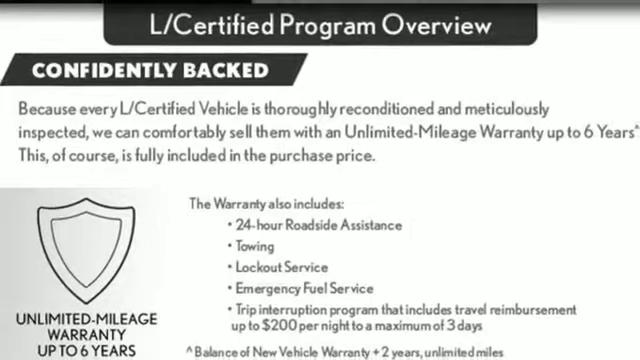 L/Certified Program Overview
CONFIDENTLY BACKED
Because every L/Certified Vehicle is thoroughly reconditioned and meticulously
inspected, we can comfortably sell them with an Unlimited-Mileage Warranty up to 6 Years^
This, of course, is fully included in the purchase price.
The Warranty also includes:
• 24-hour Roadside Assistance
• Towing
• Lockout Service
• Emergency Fuel Service
• Trip interruption program that includes travel reimbursement
up to $200 per night to a maximum of 3 days
UNLIMITED-MILEAGE
WARRANTY
UP TO 6 YEARS
^ Balance of New Vehicle Warranty + 2 years, unlimited miles